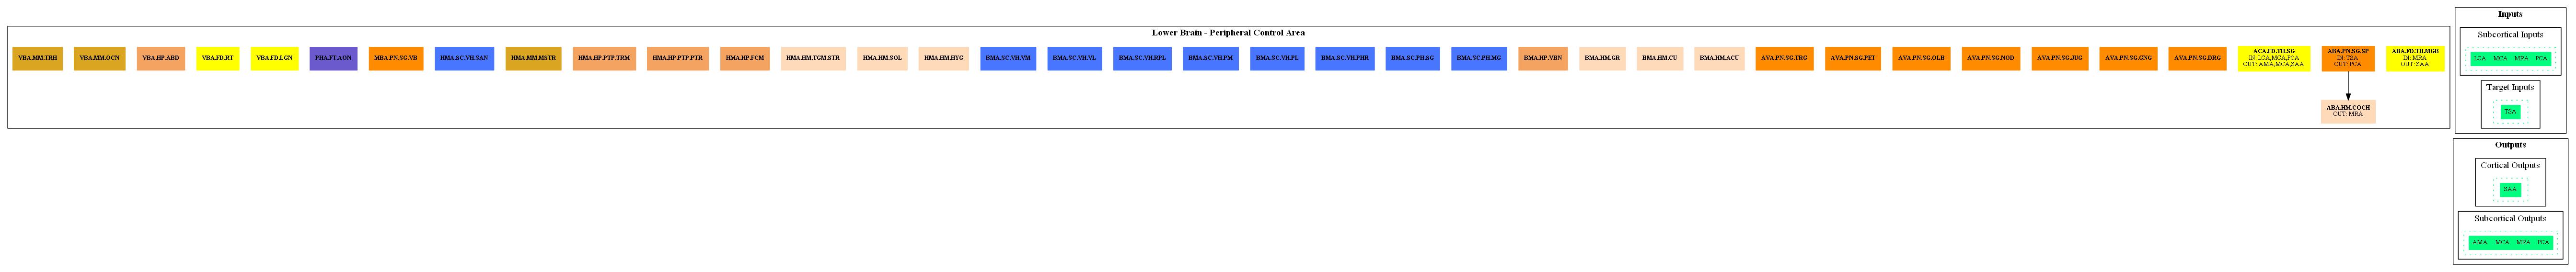 Lower Brain - Peripheral Control Area
VBA.MM.TRH
VBA.MM.OCN
VBA.HP.ABD
VBA.FD.RT
VBA.FD.LGN
PHA.FT.AON
MBA.PN.SG.VB
HMA.SC.VH.SAN
HMA.MM.MSTR
HMA.HP.PTP.TRM
HMA.HP.PTP.PTR
HMA.HP.FCM
HMA.HM.TGM.STR
HMA.HM.SOL
HMA.HM.HYG
BMA.SC.VH.VM
BMA.SC.VH.VL
BMA.SC.VH.RPL
BMA.SC.VH.PM
BMA.SC.VH.PL
BMA.SC.VH.PHR
BMA.SC.PH.SG
BMA.SC.PH.MG
BMA.HP.VBN
BMA.HM.GR
BMA.HM.CU
BMA.HM.ACU
AVA.PN.SG.TRG
AVA.PN.SG.PET
AVA.PN.SG.OLB
AVA.PN.SG.NOD
AVA.PN.SG.JUG
AVA.PN.SG.GNG
AVA.PN.SG.DRG
ACA.FD.TH.SG
IN: LCA,MCA,PCA
OUT: AMA,MCA,SAA
ABA.PN.SG.SP
IN: TSA
OUT: PCA
ABA.FD.TH.MGB
IN: MRA
OUT: SAA
ABA.HM.COCH
OUT: MRA
Inputs
Subcortical Inputs
LCA MCA MRA PCA
Target Inputs
TSA
Outputs
Cortical Outputs
SAA
Subcortical Outputs
AMA MCA MRA PCA